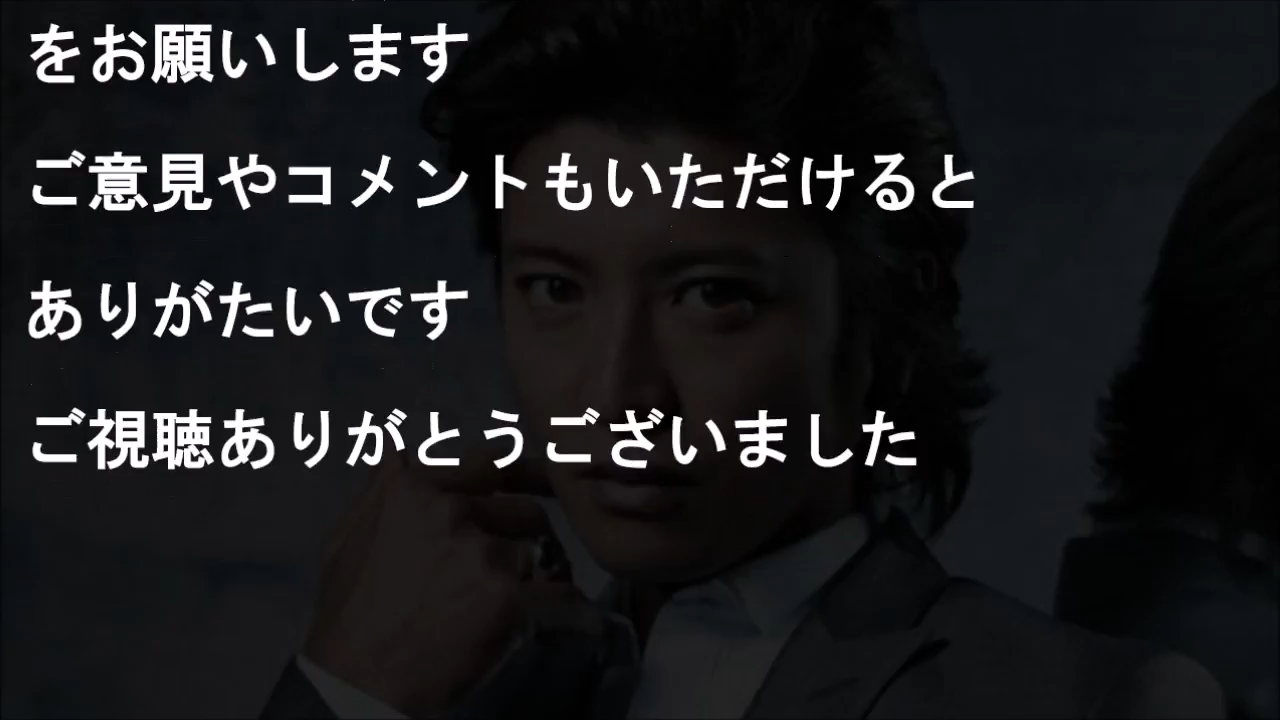 をお願いします
ご意見やコメントもいただけると
ありがたいです
ご視聴ありがとうございました